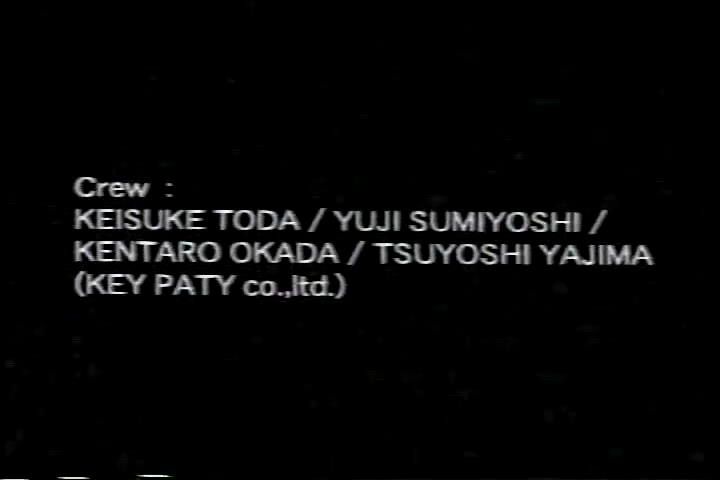 Crew :
KEISUKE TODA / YUJI SUMIYOSHI /
KENTARO OKADA / TSUYOSHI YAJIMA
(KEY PATY co.,ltd.)